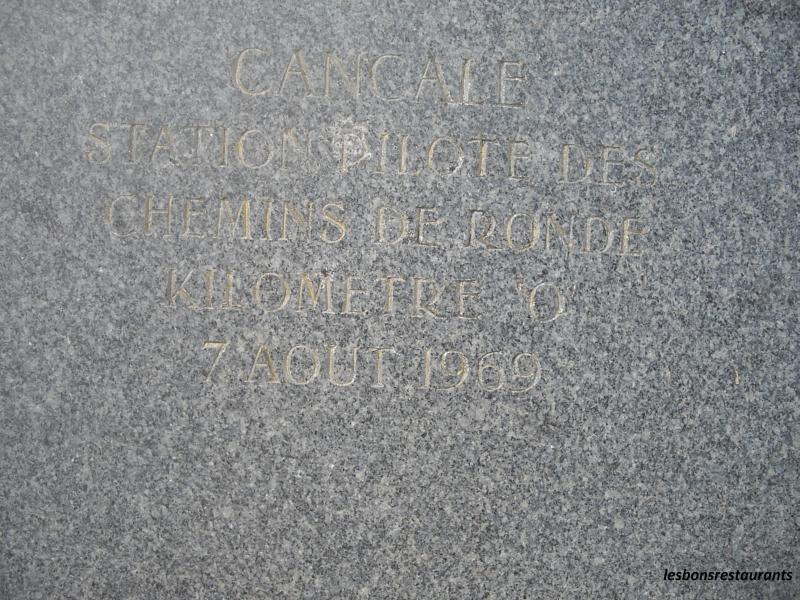 CANCALE
STATION PILOTE DES
CHEMINS DE RONDE
KILOMETRE "O"
7 AOUT 1969
lesbonsrestaurants